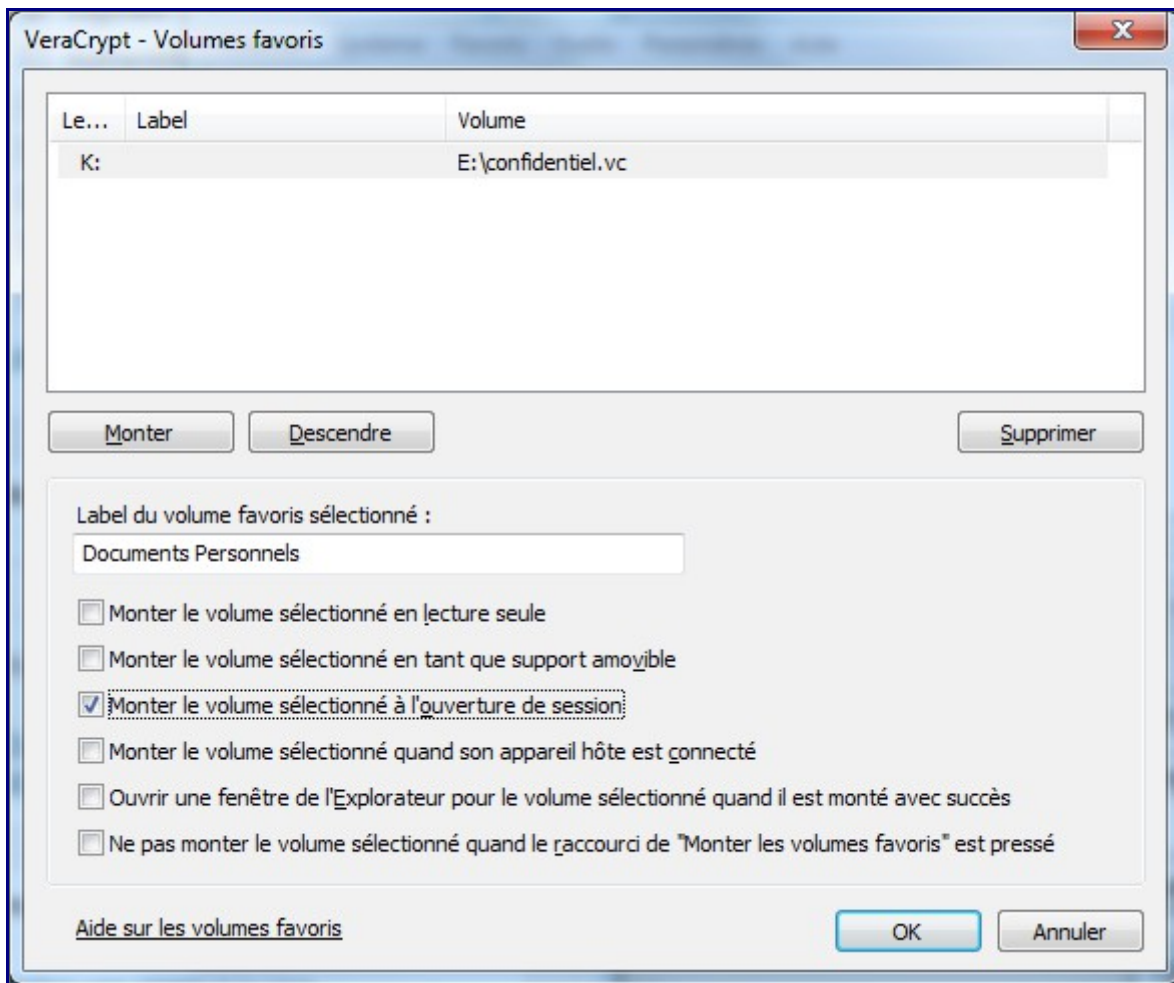 VeraCrypt - Volumes favoris
Le... Label Volume
K: E:\confidentiel.vc
Monter Descendre Supprimer
Label du volume favoris sélectionné :
Documents Personnels
Monter le volume sélectionné en lecture seule
Monter le volume sélectionné en tant que support amovible
Monter le volume sélectionné à l'ouverture de session
Monter le volume sélectionné quand son appareil hôte est connecté
Ouvrir une fenêtre de l'Explorateur pour le volume sélectionné quand il est monté avec succès
Ne pas monter le volume sélectionné quand le raccourci de "Monter les volumes favoris" est pressé
Aide sur les volumes favoris OK Annuler